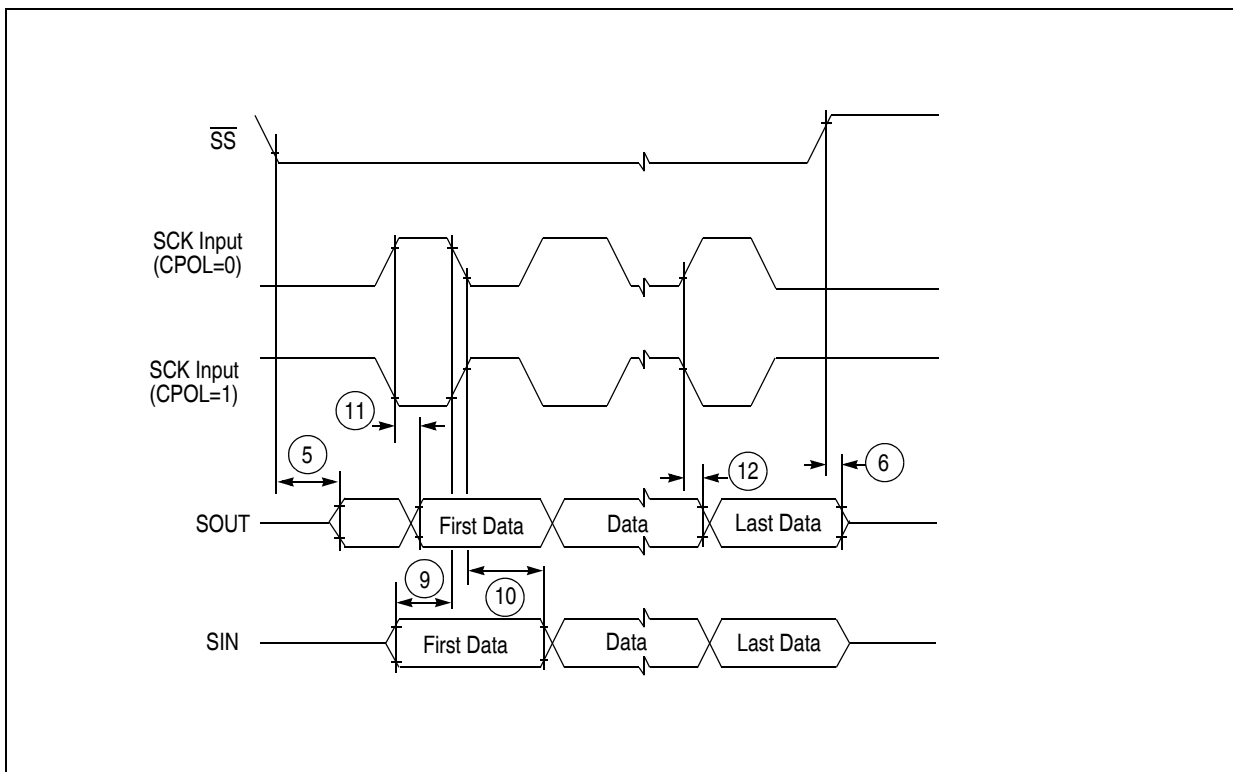 SS
SCK Input
(CPOL=0)
SCK Input
(CPOL=1)
11
5
12
6
SOUT
First Data
Data
Last Data
9
10
SIN
First Data
Data
Last Data